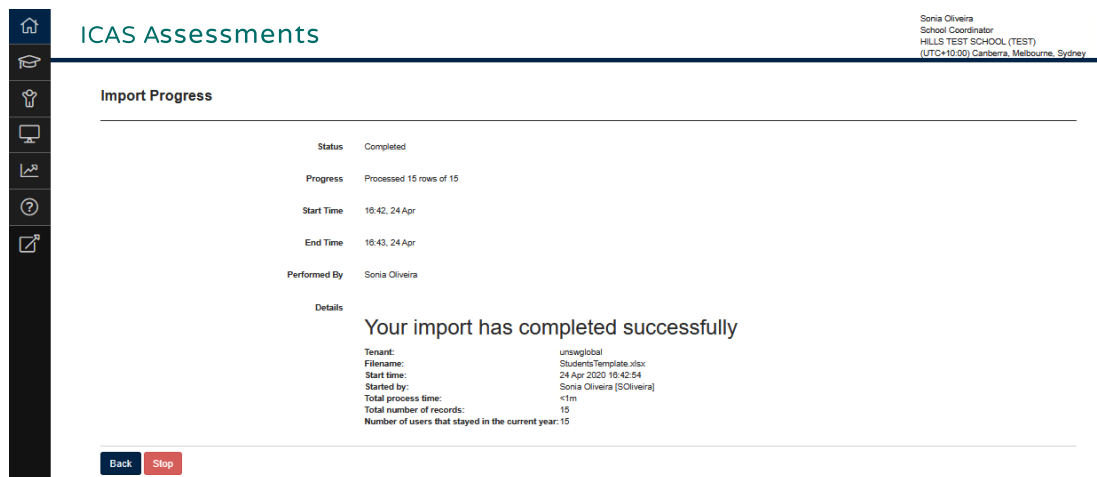 ICAS Assessments
Sonia Oliveira
School Coordinator
HILLS TEST SCHOOL (TEST)
(UTC+10:00) Canberra, Melbourne, Sydney
Import Progress
Status Completed
Progress Processed 15 rows of 15
Start Time 16:42, 24 Apr
End Time 16:43, 24 Apr
Performed By Sonia Oliveira
Details
Your import has completed successfully
Tenant: unswglobal
Filename: StudentsTemplate.xlsx
Start time: 24 Apr 2020 16:42:54
Started by: Sonia Oliveira [SOliveira]
Total process time: <1m
Total number of records: 15
Number of users that stayed in the current year: 15
Back Stop